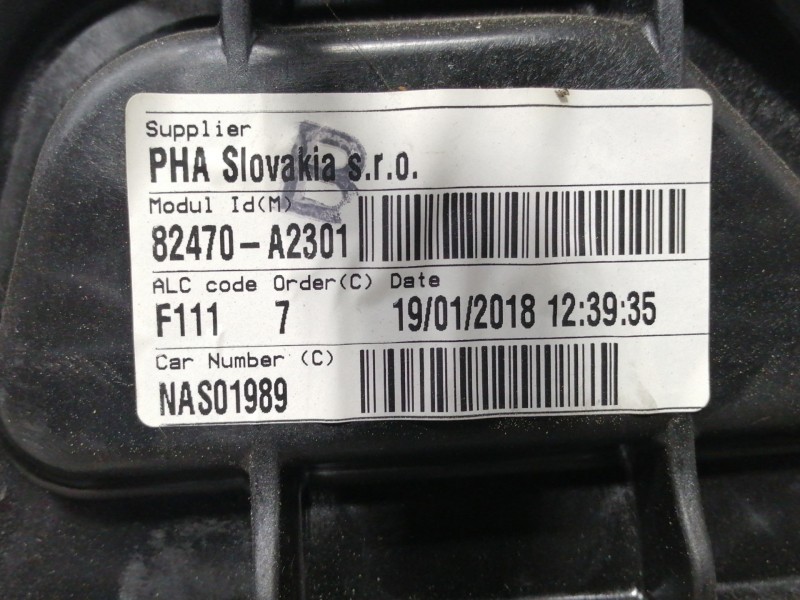 Supplier
PHA Slovakia s.r.o.
B
Modul Id(M)
82470-A2301
ALC code Order(C) Date
F111 7 19/01/2018 12:39:35
Car Number (C)
NAS01989